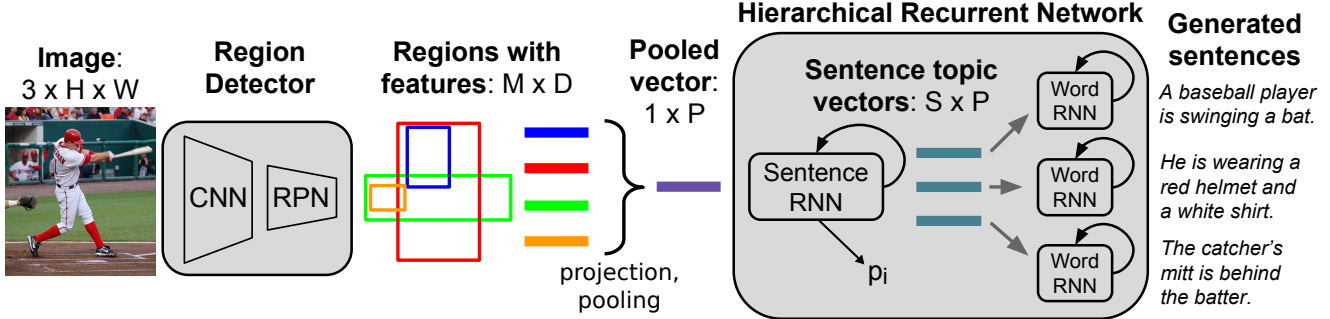 Image:
3 x H x W
Region
Detector
CNN
RPN
Regions with
features: M x D
projection,
pooling
Pooled
vector:
1 x P
Hierarchical Recurrent Network
Sentence topic
vectors: S x P
Sentence
RNN
pi
Word
RNN
Word
RNN
Word
RNN
Generated
sentences
A baseball player
is swinging a bat.
He is wearing a
red helmet and
a white shirt.
The catcher's
mitt is behind
the batter.